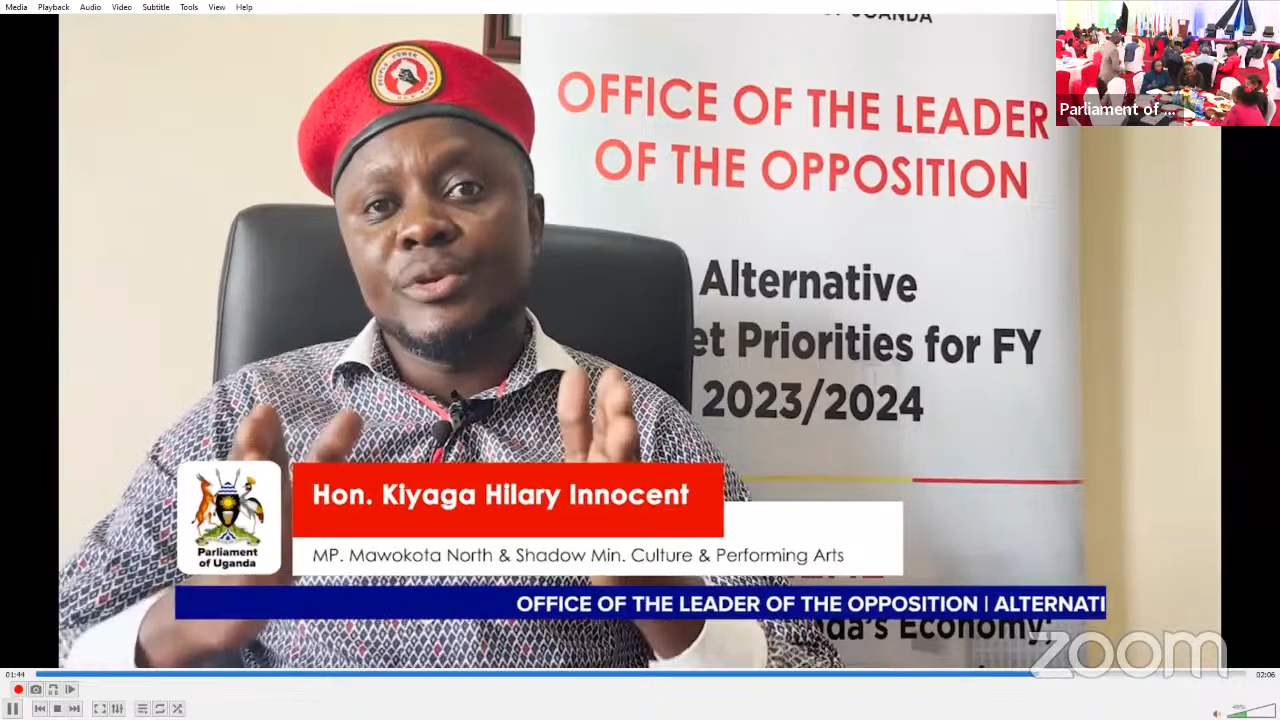 Media Playback Audio Video Subtitle Tools View Help
OF UGANDA
Parliament of ...
PEOPLE POWER
OFFICE OF THE LEADER
OF THE OPPOSITION
Alternative
et Priorities for FY
2023/2024
Hon. Kiyaga Hilary Innocent
MP. Mawokota North & Shadow Min. Culture & Performing Arts
Parliament
of Uganda
OFFICE OF THE LEADER OF THE OPPOSITION | ALTERNATI
da's Economy;
zoom
01:44
02:06